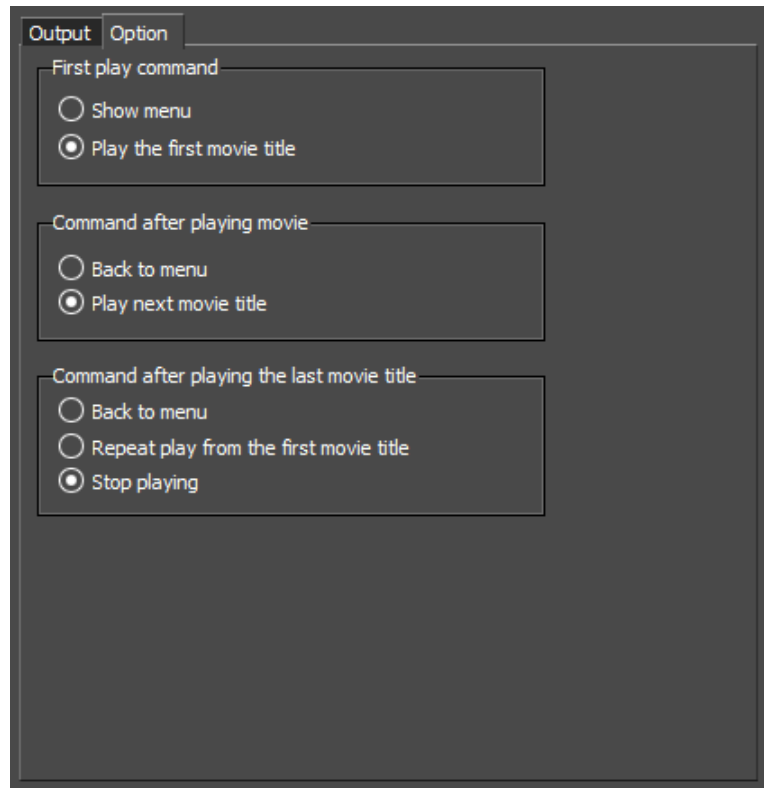 Output Option
First play command
Show menu
Play the first movie title
Command after playing movie
Back to menu
Play next movie title
Command after playing the last movie title
Back to menu
Repeat play from the first movie title
Stop playing